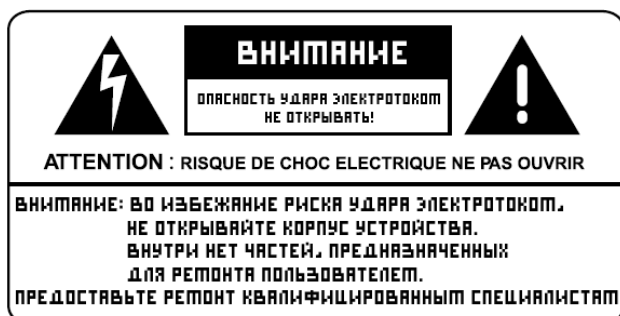 ВНИМАНИЕ
ОПАСНОСТЬ УДАРА ЭЛЕКТРОТОКОМ
НЕ ОТКРЫВАТЬ!
ATTENTION : RISQUE DE CHOC ELECTRIQUE NE PAS OUVRIR
ВНИМАНИЕ: ВО ИЗБЕЖАНИЕ РИСКА УДАРА ЭЛЕКТРОТОКОМ,
НЕ ОТКРЫВАЙТЕ КОРПУС УСТРОЙСТВА.
ВНУТРИ НЕТ ЧАСТЕЙ, ПРЕДНАЗНАЧЕННЫХ
ДЛЯ РЕМОНТА ПОЛЬЗОВАТЕЛЕМ.
ПРЕДОСТАВЬТЕ РЕМОНТ КВАЛИФИЦИРОВАННЫМ СПЕЦИАЛИСТАМ